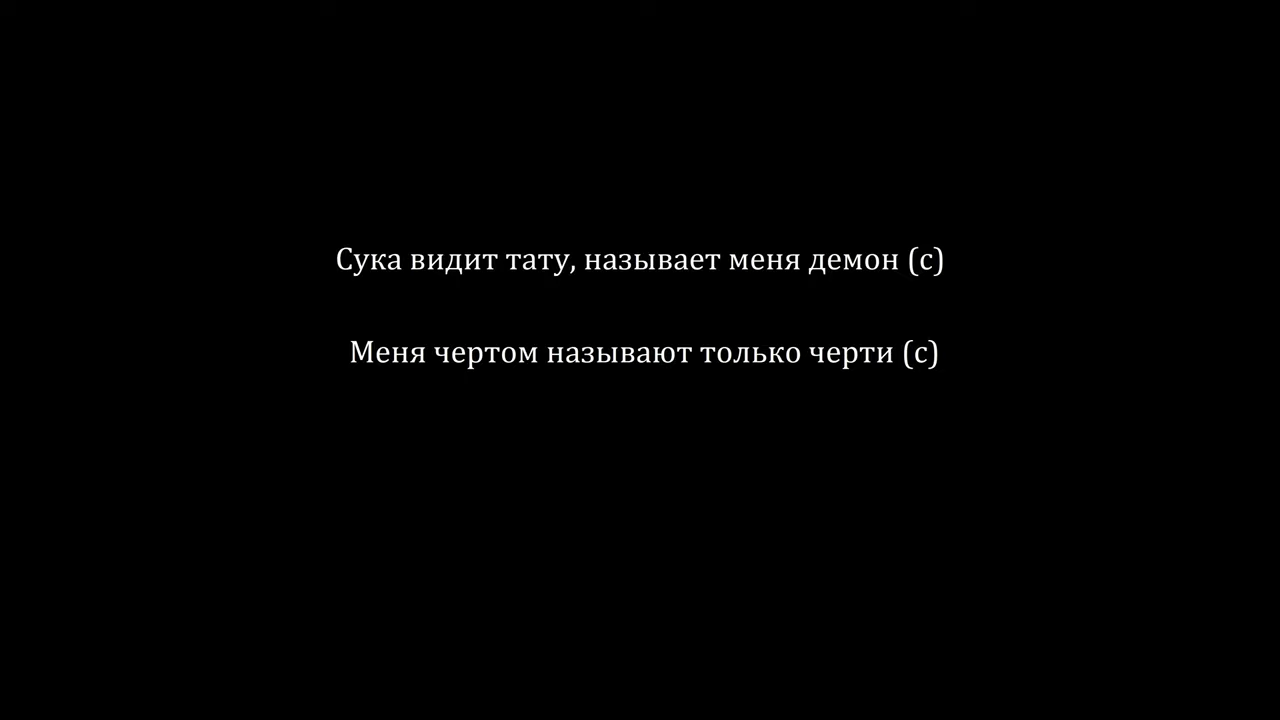 Сука видит тату, называет меня демон (с)
Меня чертом называют только черти (с)